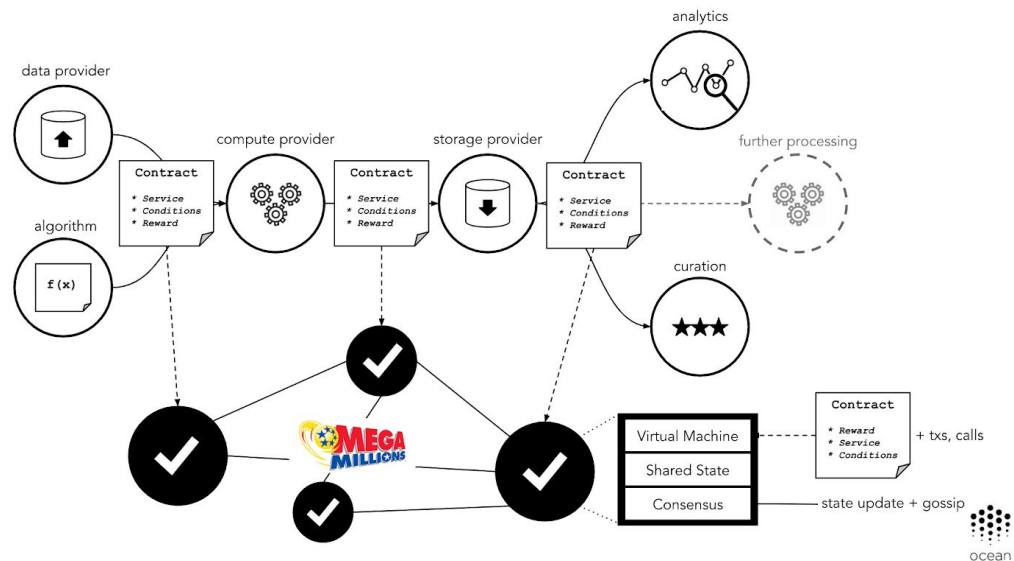 analytics
data provider
compute provider
storage provider
further processing
Contract
* Service
* Conditions
* Reward
Contract
* Service
* Conditions
* Reward
Contract
* Service
* Conditions
* Reward
algorithm
f(x)
curation
MEGA
MILLIONS
Virtual Machine
Shared State
Consensus
Contract
* Reward
* Service
* Conditions
+ txs, calls
state update + gossip
ocean